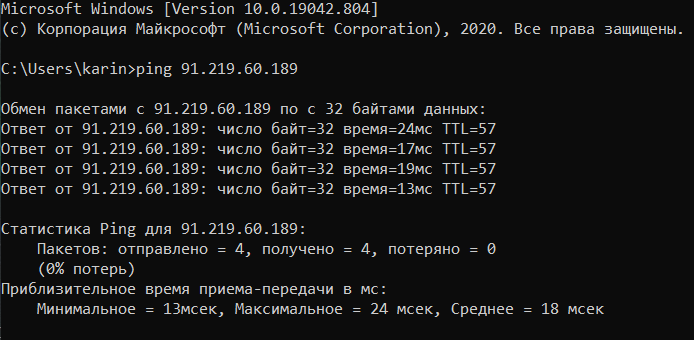 Microsoft Windows [Version 10.0.19042.804]
(c) Корпорация Майкрософт (Microsoft Corporation), 2020. Все права защищены.
C:\Users\karin>ping 91.219.60.189
Обмен пакетами с 91.219.60.189 по с 32 байтами данных:
Ответ от 91.219.60.189: число байт=32 время=24мс TTL=57
Ответ от 91.219.60.189: число байт=32 время=17мс TTL=57
Ответ от 91.219.60.189: число байт=32 время=19мс TTL=57
Ответ от 91.219.60.189: число байт=32 время=13мс TTL=57
Статистика Ping для 91.219.60.189:
Пакетов: отправлено = 4, получено = 4, потеряно = 0
(0% потерь)
Приблизительное время приема-передачи в мс:
Минимальное = 13мсек, Максимальное = 24 мсек, Среднее = 18 мсек